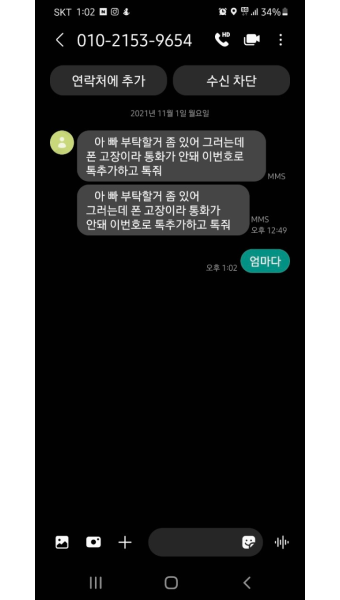 SKT 1:02
34%
010-2153-9654
HD
연락처에 추가
수신 차단
2021년 11월 1일 월요일
아 빠 부탁할거 좀 있어 그러는데
폰 고장이라 통화가 안돼 이번호로
톡추가하고 톡줘
MMS
아 빠 부탁할거 좀 있어
그러는데 폰 고장이라 통화가
안돼 이번호로 톡추가하고 톡줘
MMS
오후 12:49
오후 1:02
엄마다